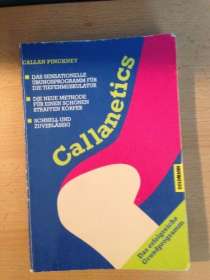 CALLAN PINCKNEY
DAS SENSATIONELLE
ÜBUNGSPROGRAMM FÜR
DIE TIEFENMUSKULATUR
DIE NEUE METHODE
FÜR EINEN SCHÖNEN
STRAFFEN KÖRPER
SCHNELL UND
ZUVERLÄSSIG
Callanetics
Das erfolgreiche
Grundprogramm
GOLDMANN